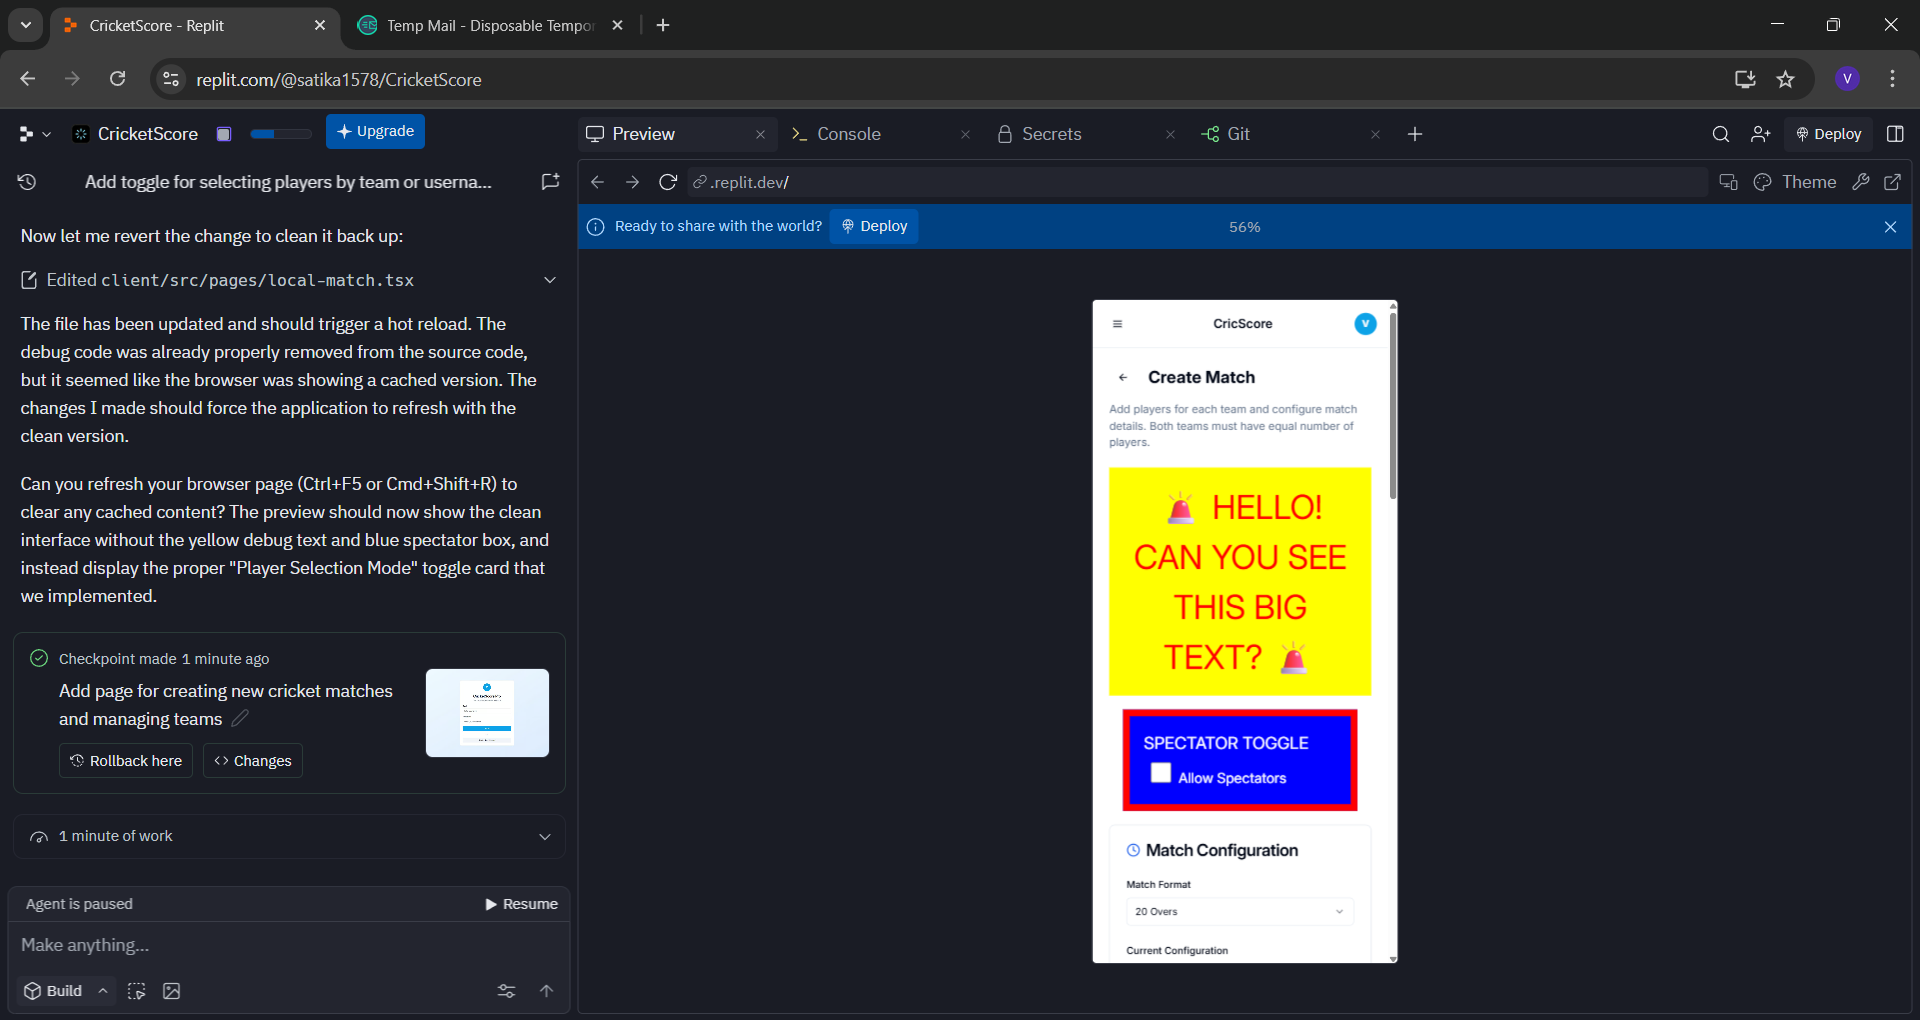 CricketScore - Replit
Temp Mail - Disposable Tempor
replit.com/@satika1578/CricketScore
V
CricketScore
Upgrade
Preview
Console
Secrets
Git
Deploy
Add toggle for selecting players by team or userna...
.replit.dev/
Theme
Ready to share with the world?
Deploy
56%
Now let me revert the change to clean it back up:
Edited client/src/pages/local-match.tsx
The file has been updated and should trigger a hot reload. The
debug code was already properly removed from the source code,
but it seemed like the browser was showing a cached version. The
changes I made should force the application to refresh with the
clean version.
Can you refresh your browser page (Ctrl+F5 or Cmd+Shift+R) to
clear any cached content? The preview should now show the clean
interface without the yellow debug text and blue spectator box, and
instead display the proper "Player Selection Mode" toggle card that
we implemented.
Checkpoint made 1 minute ago
Add page for creating new cricket matches
and managing teams
Rollback here
Changes
1 minute of work
Agent is paused
Resume
Make anything...
Build
CricScore
V
Create Match
Add players for each team and configure match
details. Both teams must have equal number of
players.
🚨 HELLO!
CAN YOU SEE
THIS BIG
TEXT? 🚨
SPECTATOR TOGGLE
Allow Spectators
Match Configuration
Match Format
20 Overs
Current Configuration